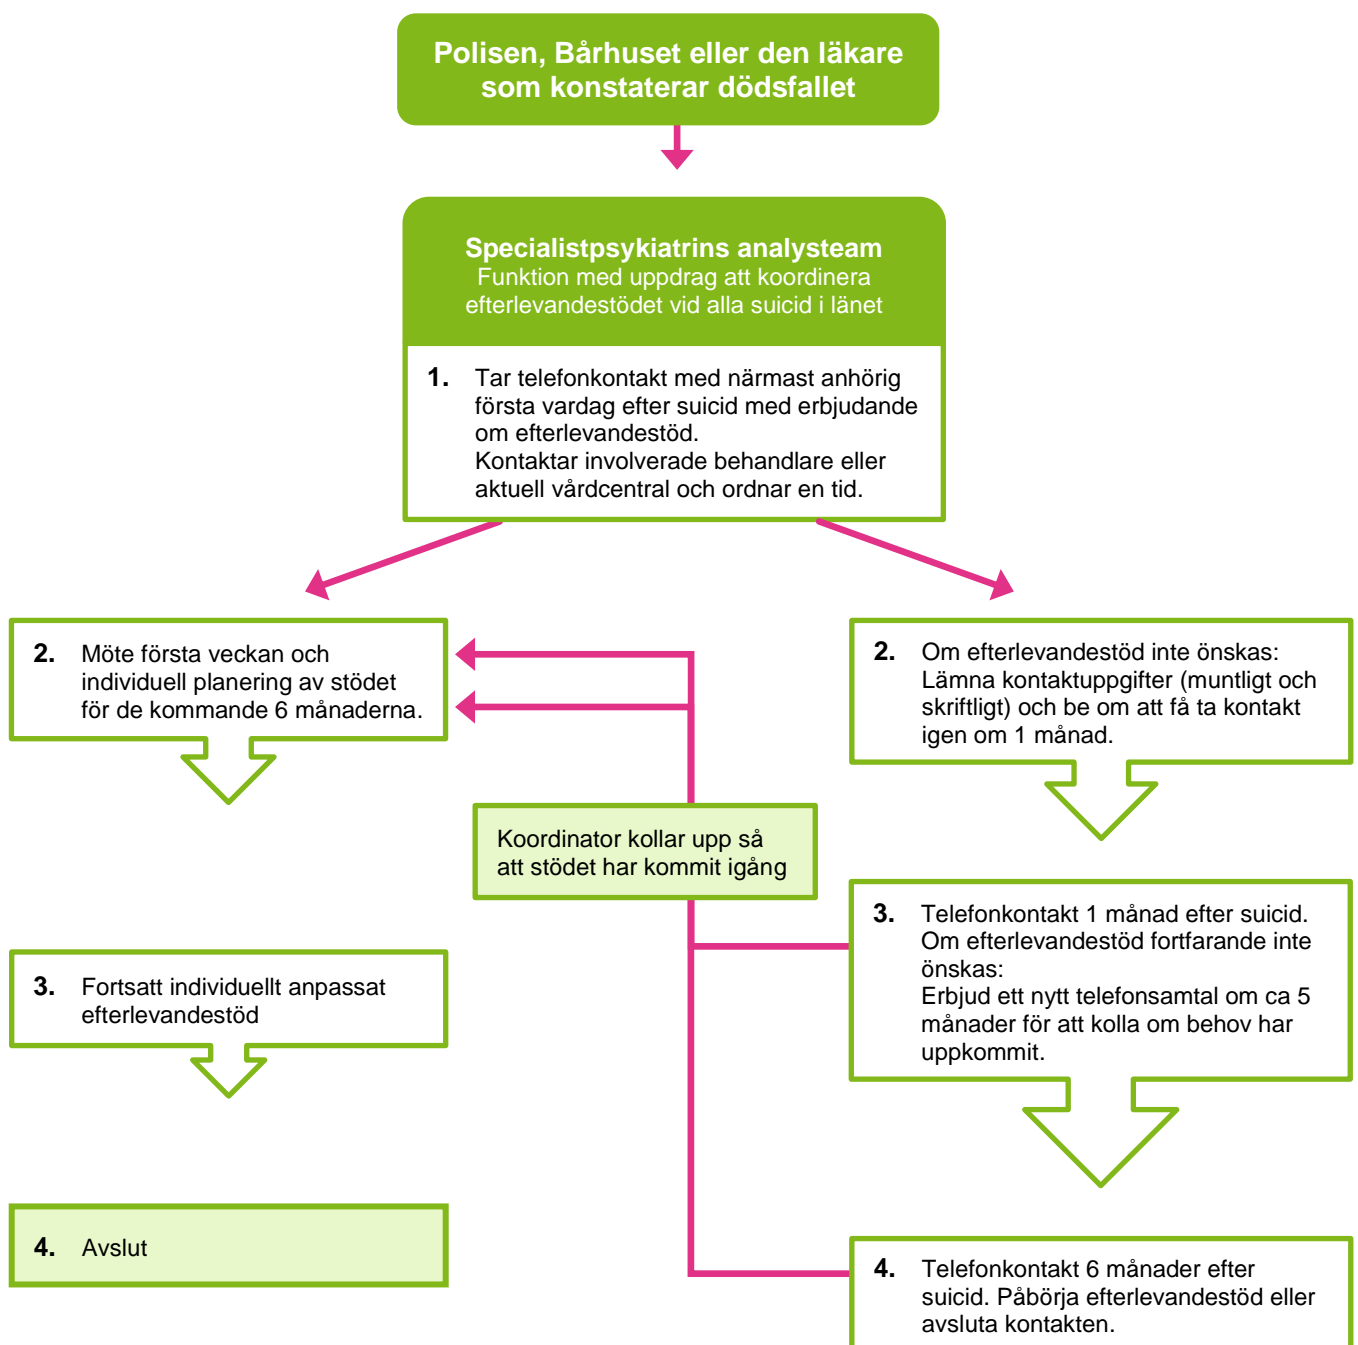 Polisen, Bårhuset eller den läkare
som konstaterar dödsfallet
Specialistpsykiatrins analysteam
Funktion med uppdrag att koordinera
efterlevandestödet vid alla suicid i länet
1. Tar telefonkontakt med närmast anhörig
första vardag efter suicid med erbjudande
om efterlevandestöd.
Kontaktar involverade behandlare eller
aktuell vårdcentral och ordnar en tid.
2. Möte första veckan och
individuell planering av stödet
för de kommande 6 månaderna.
2. Om efterlevandestöd inte önskas:
Lämna kontaktuppgifter (muntligt och
skriftligt) och be om att få ta kontakt
igen om 1 månad.
Koordinator kollar upp så
att stödet har kommit igång
3. Fortsatt individuellt anpassat
efterlevandestöd
3. Telefonkontakt 1 månad efter suicid.
Om efterlevandestöd fortfarande inte
önskas:
Erbjud ett nytt telefonsamtal om ca 5
månader för att kolla om behov har
uppkommit.
4. Avslut
4. Telefonkontakt 6 månader efter
suicid. Påbörja efterlevandestöd eller
avsluta kontakten.